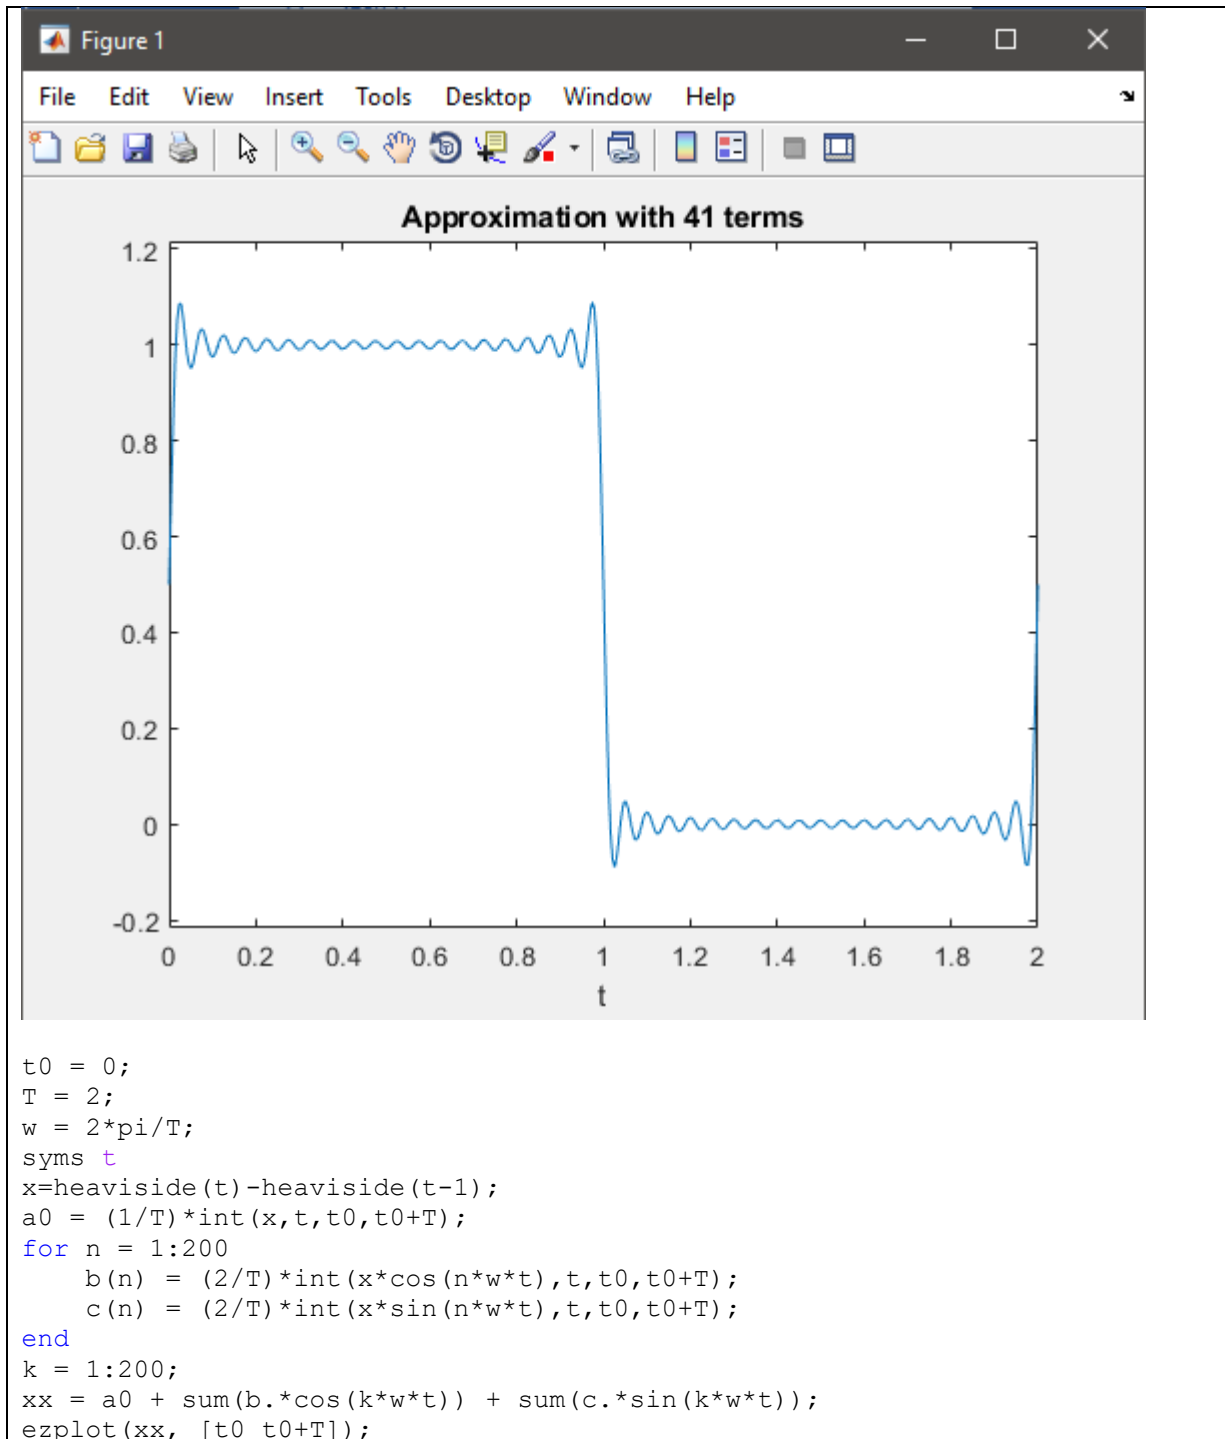 Figure 1
File Edit View Insert Tools Desktop Window Help
Approximation with 41 terms
1.2
1
0.8
0.6
0.4
0.2
0
-0.2
0 0.2 0.4 0.6 0.8 1 1.2 1.4 1.6 1.8 2
t
t0 = 0;
T = 2;
w = 2*pi/T;
syms t
x=heaviside(t)-heaviside(t-1);
a0 = (1/T)*int(x,t,t0,t0+T);
for n = 1:200
    b(n) = (2/T)*int(x*cos(n*w*t),t,t0,t0+T);
    c(n) = (2/T)*int(x*sin(n*w*t),t,t0,t0+T);
end
k = 1:200;
xx = a0 + sum(b.*cos(k*w*t)) + sum(c.*sin(k*w*t));
ezplot(xx, [t0 t0+T]);